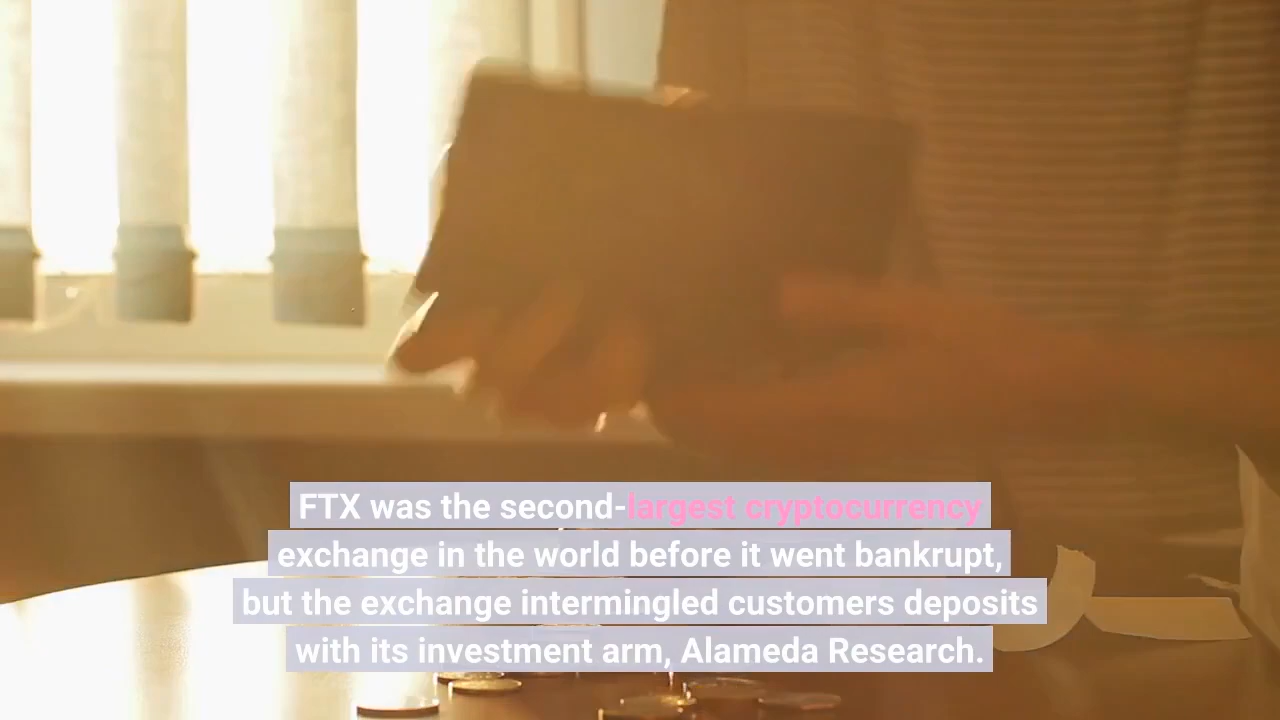 FTX was the second-largest cryptocurrency
exchange in the world before it went bankrupt,
but the exchange intermingled customers deposits
with its investment arm, Alameda Research.